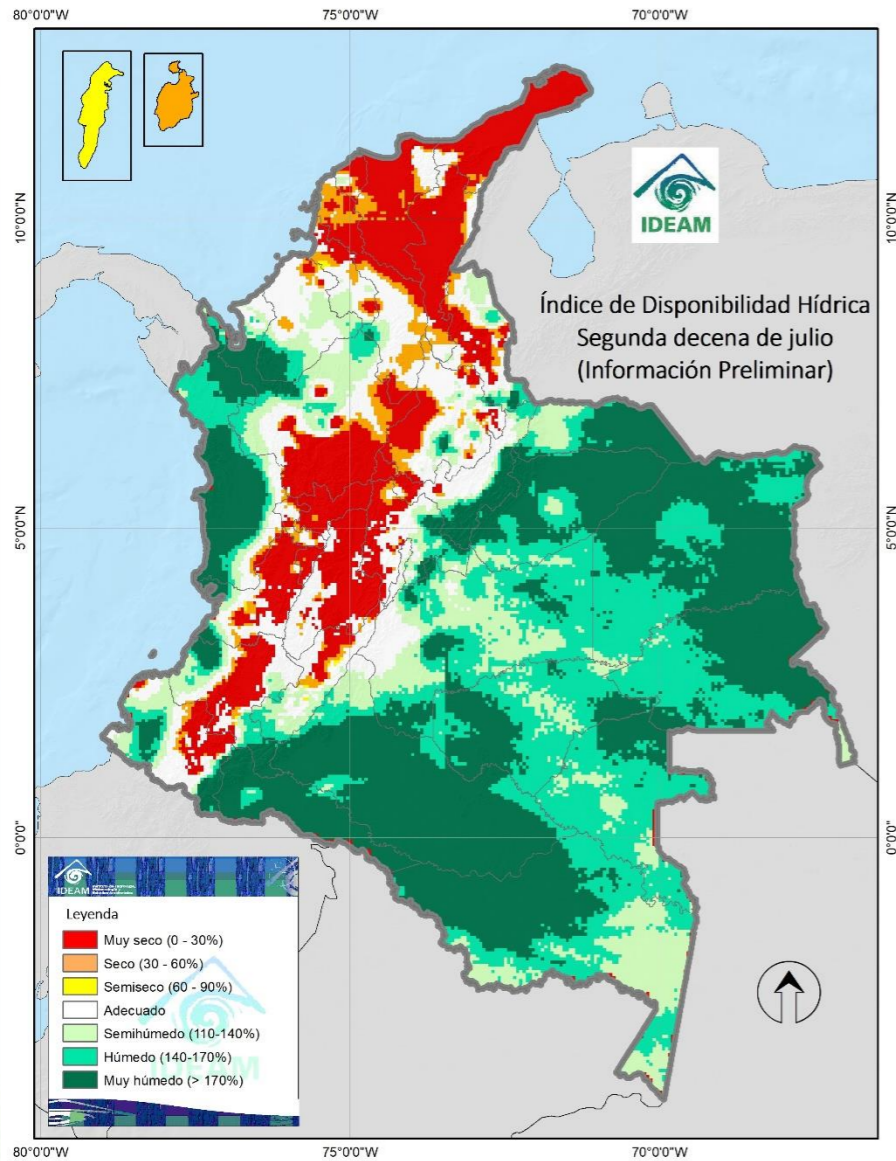 80°0'0"W 75°0'0"W 70°0'0"W
10°0'0"N 10°0'0"N
IDEAM
Índice de Disponibilidad Hídrica
Segunda decena de julio
(Información Preliminar)
5°0'0"N 5°0'0"N
0°0'0" 0°0'0"
IDEAM
Leyenda
Muy seco (0 - 30%)
Seco (30 - 60%)
Semiseco (60 - 90%)
Adecuado
Semihúmedo (110-140%)
Húmedo (140-170%)
Muy húmedo (> 170%)
IDEAM
80°0'0"W 75°0'0"W 70°0'0"W